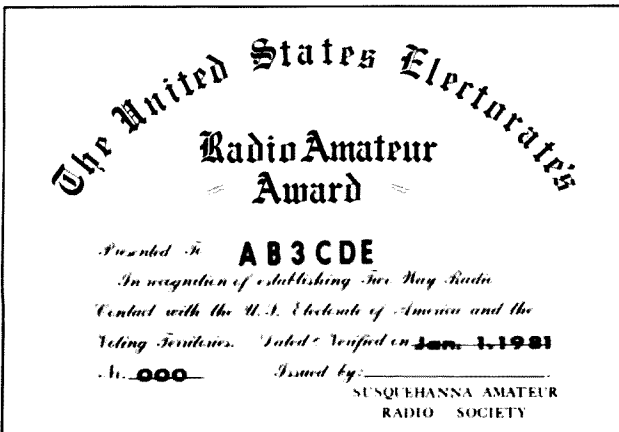 The United States Electorate's
Radio Amateur
Award
Presented To AB3CDE
In recognition of establishing Two Way Radio
Contact with the U.S. Electorate of America and the
Voting Territories. Dated & Verified on Jan. 1.1981
Nr. 000 Issued by:
SUSQUEHANNA AMATEUR
RADIO SOCIETY